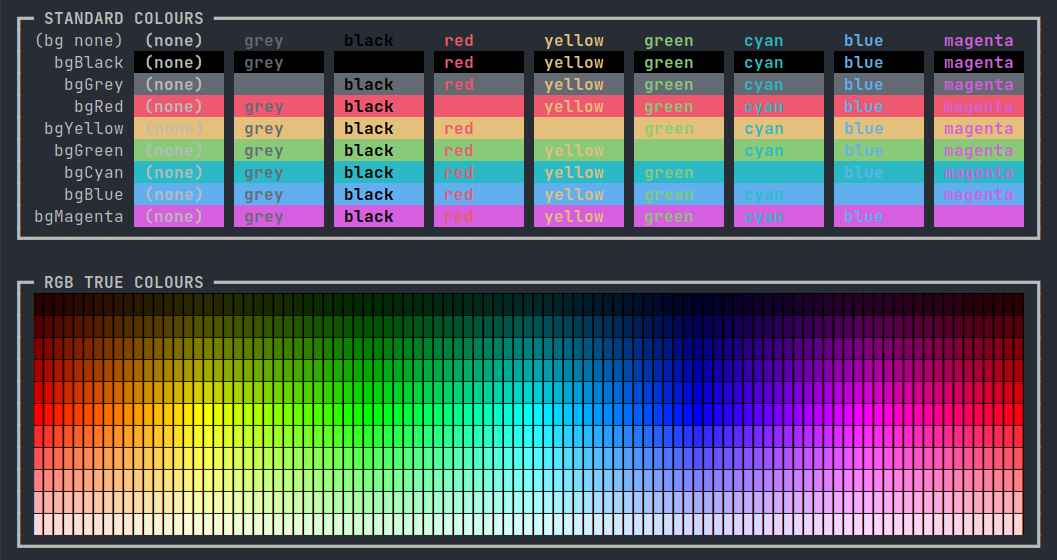 STANDARD COLOURS
(bg none) (none) grey black red yellow green cyan blue magenta
bgBlack (none) grey red yellow green cyan blue magenta
bgGrey (none) black red yellow green cyan blue magenta
bgRed (none) grey black yellow green cyan blue magenta
bgYellow (none) grey black red green cyan blue magenta
bgGreen (none) grey black red yellow cyan blue magenta
bgCyan (none) grey black red yellow green blue magenta
bgBlue (none) grey black red yellow green cyan magenta
bgMagenta (none) grey black red yellow green cyan blue
RGB TRUE COLOURS